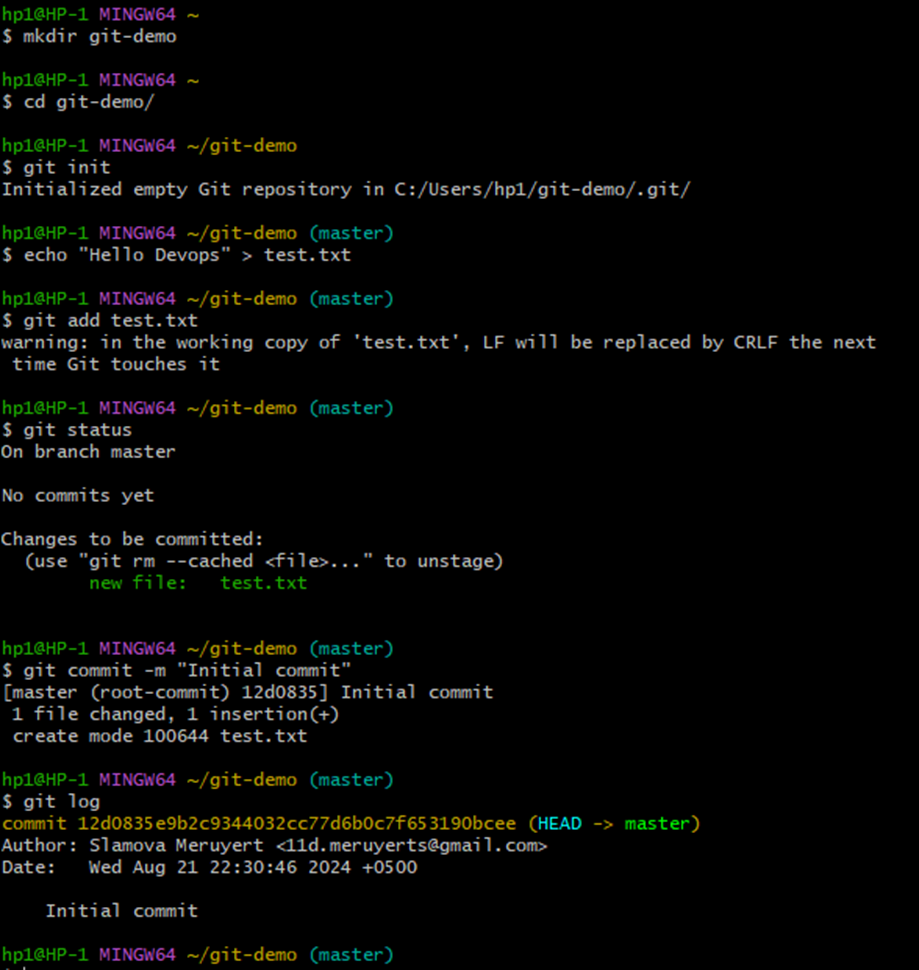 hp1@HP-1 MINGW64 ~
$ mkdir git-demo
hp1@HP-1 MINGW64 ~
$ cd git-demo/
hp1@HP-1 MINGW64 ~/git-demo
$ git init
Initialized empty Git repository in C:/Users/hp1/git-demo/.git/
hp1@HP-1 MINGW64 ~/git-demo (master)
$ echo "Hello Devops" > test.txt
hp1@HP-1 MINGW64 ~/git-demo (master)
$ git add test.txt
warning: in the working copy of 'test.txt', LF will be replaced by CRLF the next
 time Git touches it
hp1@HP-1 MINGW64 ~/git-demo (master)
$ git status
On branch master
No commits yet
Changes to be committed:
  (use "git rm --cached <file>..." to unstage)
        new file:   test.txt
hp1@HP-1 MINGW64 ~/git-demo (master)
$ git commit -m "Initial commit"
[master (root-commit) 12d0835] Initial commit
 1 file changed, 1 insertion(+)
 create mode 100644 test.txt
hp1@HP-1 MINGW64 ~/git-demo (master)
$ git log
commit 12d0835e9b2c9344032cc77d6b0c7f653190bcee (HEAD -> master)
Author: Slamova Meruyert <11d.meruyerts@gmail.com>
Date:   Wed Aug 21 22:30:46 2024 +0500
    Initial commit
hp1@HP-1 MINGW64 ~/git-demo (master)